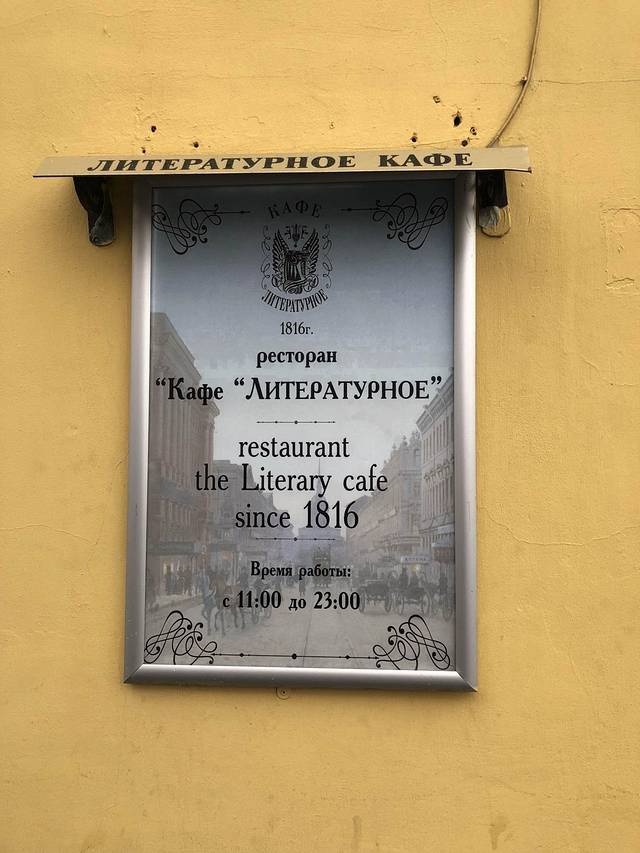 ЛИТЕРАТУРНОЕ КАФЕ
КАФЕ
ЛИТЕРАТУРНОЕ
1816г.
ресторан
“Кафе “ЛИТЕРАТУРНОЕ”
restaurant
the Literary cafe
since 1816
Время работы:
с 11:00 до 23:00